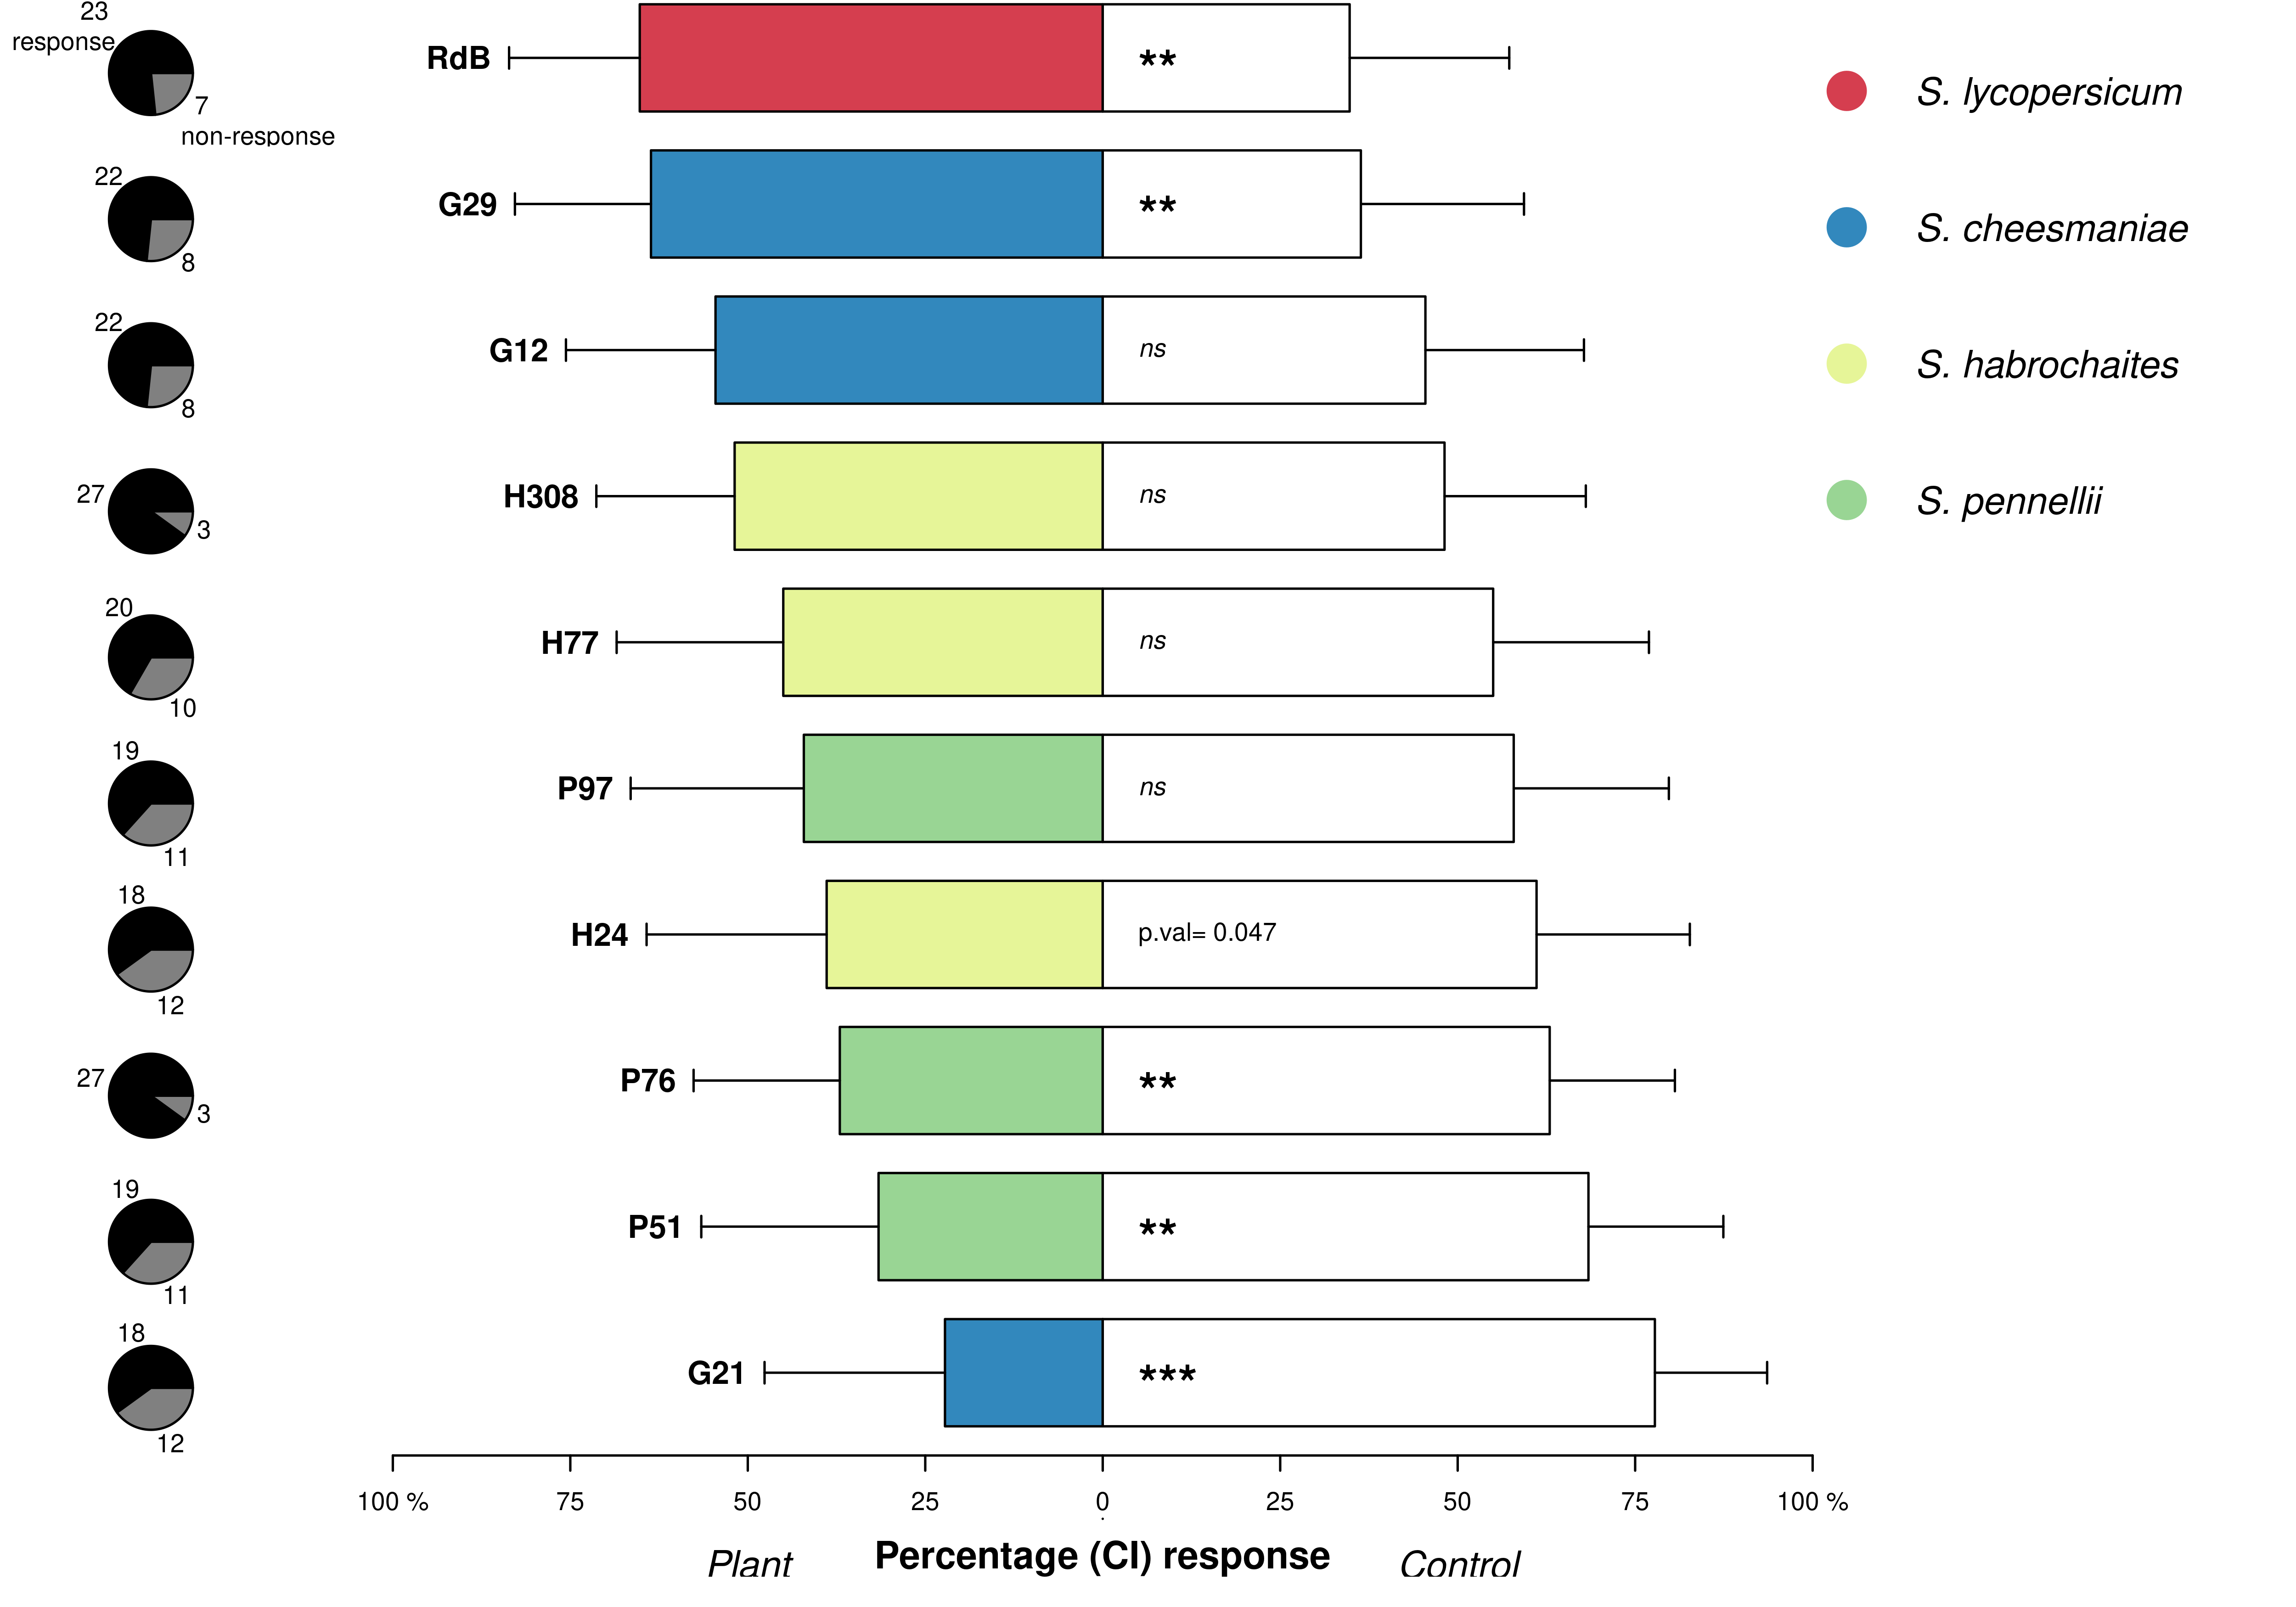 23
response
7
non-response
RdB
**
S. lycopersicum
22
8
G29
**
S. cheesmaniae
22
8
G12
ns
S. habrochaites
27
3
H308
ns
S. pennellii
20
10
H77
ns
19
11
P97
ns
18
12
H24
p.val= 0.047
27
3
P76
**
19
11
P51
**
18
12
G21
***
100 % 75 50 25 0 25 50 75 100 %
Plant Percentage (CI) response Control